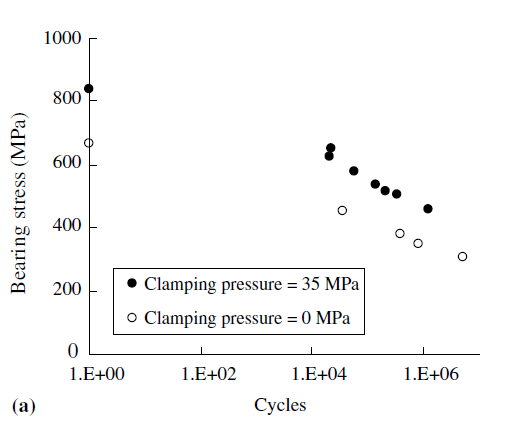 1000
800
600
400
200
0
Bearing stress (MPa)
Clamping pressure = 35 MPa
Clamping pressure = 0 MPa
1.E+00 1.E+02 1.E+04 1.E+06
(a)
Cycles